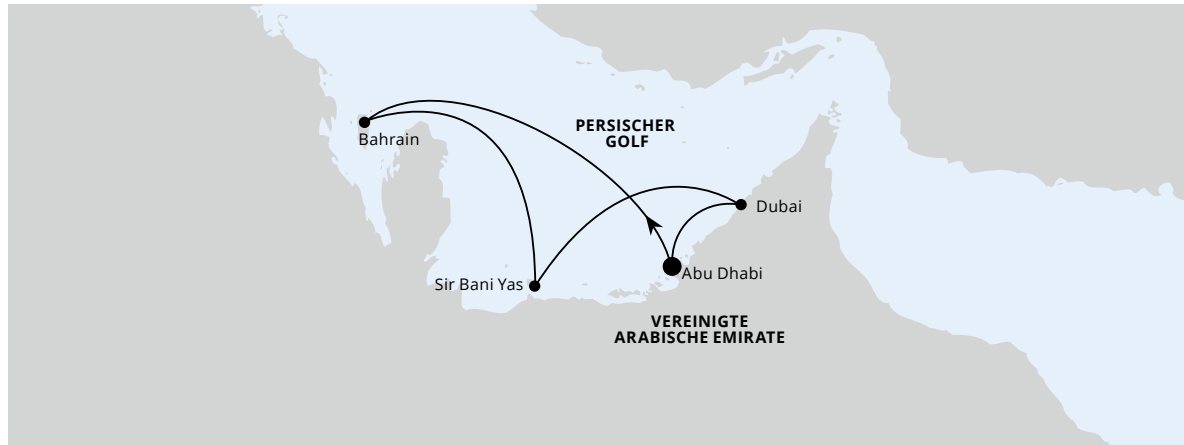 PERSISCHER
GOLF
Bahrain
Dubai
Abu Dhabi
Sir Bani Yas
VEREINIGTE
ARABISCHE EMIRATE